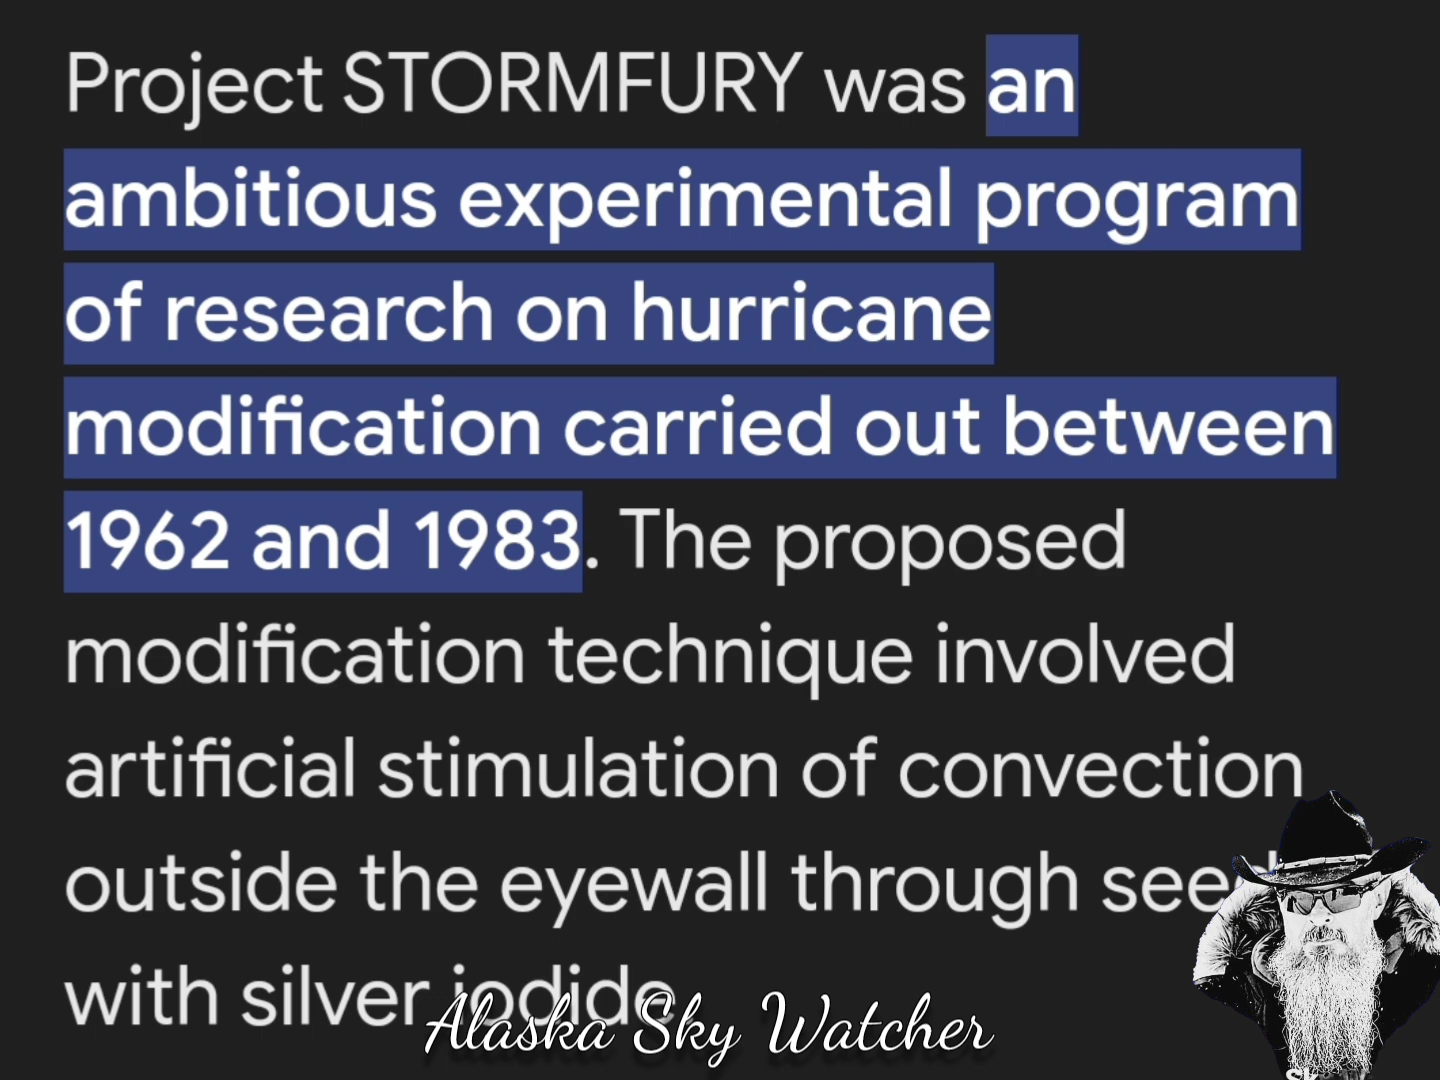 Project STORMFURY was an
ambitious experimental program
of research on hurricane
modification carried out between
1962 and 1983. The proposed
modification technique involved
artificial stimulation of convection
outside the eyewall through
with silver iodide
Alaska Sky Watcher